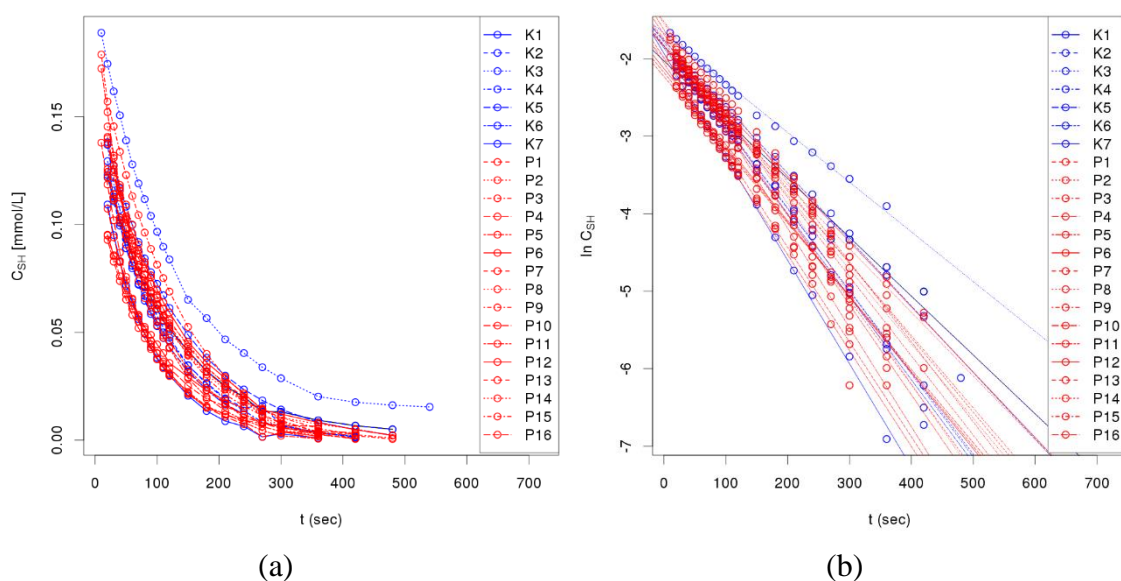 C_SH [mmol/L]
0.00
0.05
0.10
0.15
0 100 200 300 400 500 600 700
t (sec)
K1
K2
K3
K4
K5
K6
K7
P1
P2
P3
P4
P5
P6
P7
P8
P9
P10
P11
P12
P13
P14
P15
P16
(a)
ln C_SH
-2
-3
-4
-5
-6
-7
0 100 200 300 400 500 600 700
t (sec)
K1
K2
K3
K4
K5
K6
K7
P1
P2
P3
P4
P5
P6
P7
P8
P9
P10
P11
P12
P13
P14
P15
P16
(b)